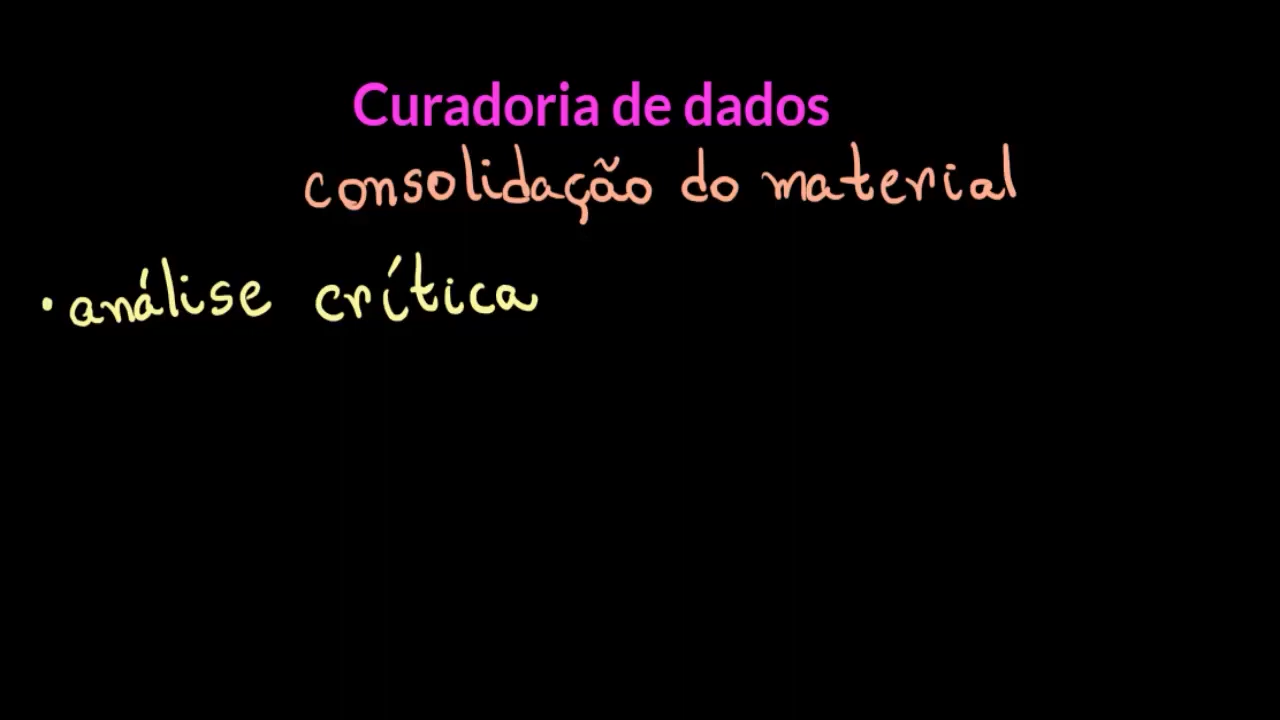 Curadoria de dados
consolidação do material
• análise crítica